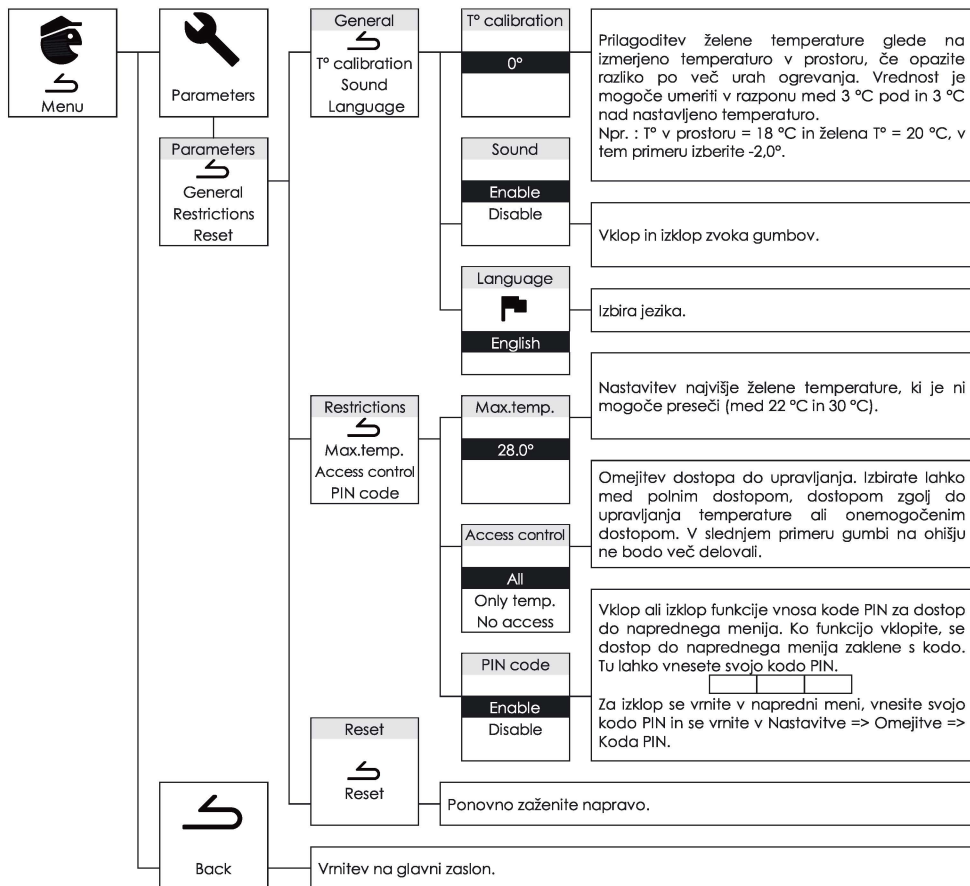 Menu
Parameters
Parameters
General
Restrictions
Reset
General
T° calibration
Sound
Language
T° calibration
0°
Prilagoditev želene temperature glede na
izmerjeno temperaturo v prostoru, če opazite
razliko po več urah ogrevanja. Vrednost je
mogoče umeriti v razponu med 3 °C pod in 3 °C
nad nastavljeno temperaturo.
Npr. : T° v prostoru = 18 °C in želena T° = 20 °C, v
tem primeru izberite -2,0°.
Sound
Enable
Disable
Vklop in izklop zvoka gumbov.
Language
English
Izbira jezika.
Restrictions
Max.temp.
Access control
PIN code
Max.temp.
28.0°
Nastavitev najvišje želene temperature, ki je ni
mogoče preseči (med 22 °C in 30 °C).
Access control
All
Only temp.
No access
Omejitev dostopa do upravljanja. Izbirate lahko
med polnim dostopom, dostopom zgolj do
upravljanja temperature ali onemogočenim
dostopom. V slednjem primeru gumbi na ohišju
ne bodo več delovali.
PIN code
Enable
Disable
Vklop ali izklop funkcije vnosa kode PIN za dostop
do naprednega menija. Ko funkcijo vklopite, se
dostop do naprednega menija zaklene s kodo.
Tu lahko vnesete svojo kodo PIN.
Za izklop se vrnite v napredni meni, vnesite svojo
kodo PIN in se vrnite v Nastavitve => Omejitve =>
Koda PIN.
Reset
Reset
Ponovno zaženite napravo.
Back
Vrnitev na glavni zaslon.